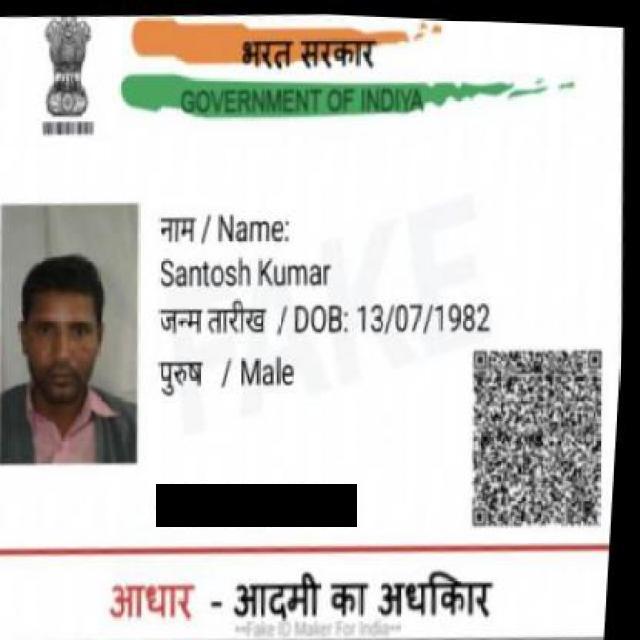 भरत सरकार
GOVERNMENT OF INDIYA
नाम / Name:
Santosh Kumar
जन्म तारीख / DOB: 13/07/1982
पुरुष / Male
FAKE
आधार - आदमी का अधकिार
==Fake ID Maker For India==